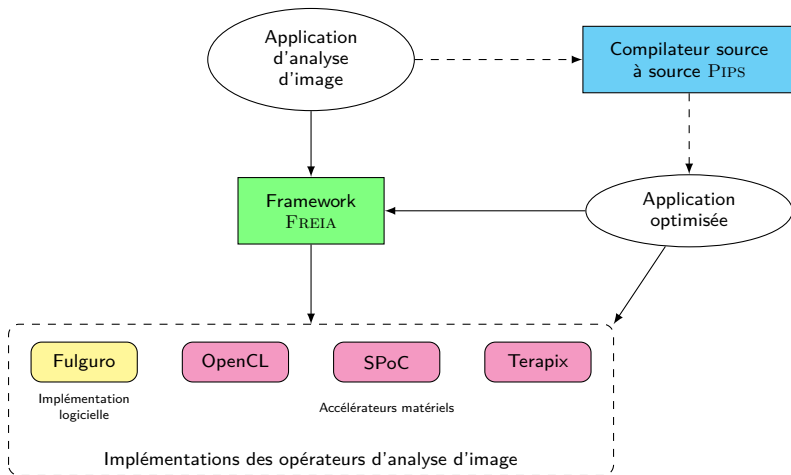 Application
d'analyse
d'image
Compilateur source
à source PIPS
Framework
FREIA
Application
optimisée
Fulguro
OpenCL
SPoC
Terapix
Implémentation
logicielle
Accélérateurs matériels
Implémentations des opérateurs d'analyse d'image